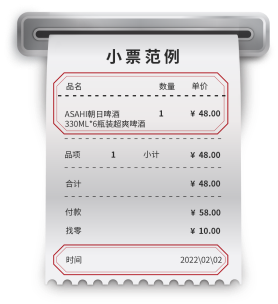 小票范例
品名 数量 单价
ASAHI朝日啤酒 1 ¥ 48.00
330ML*6瓶装超爽啤酒
品项 1 小计 ¥ 48.00
合计 ¥ 48.00
付款 ¥ 58.00
找零 ¥ 10.00
时间 2022\02\02